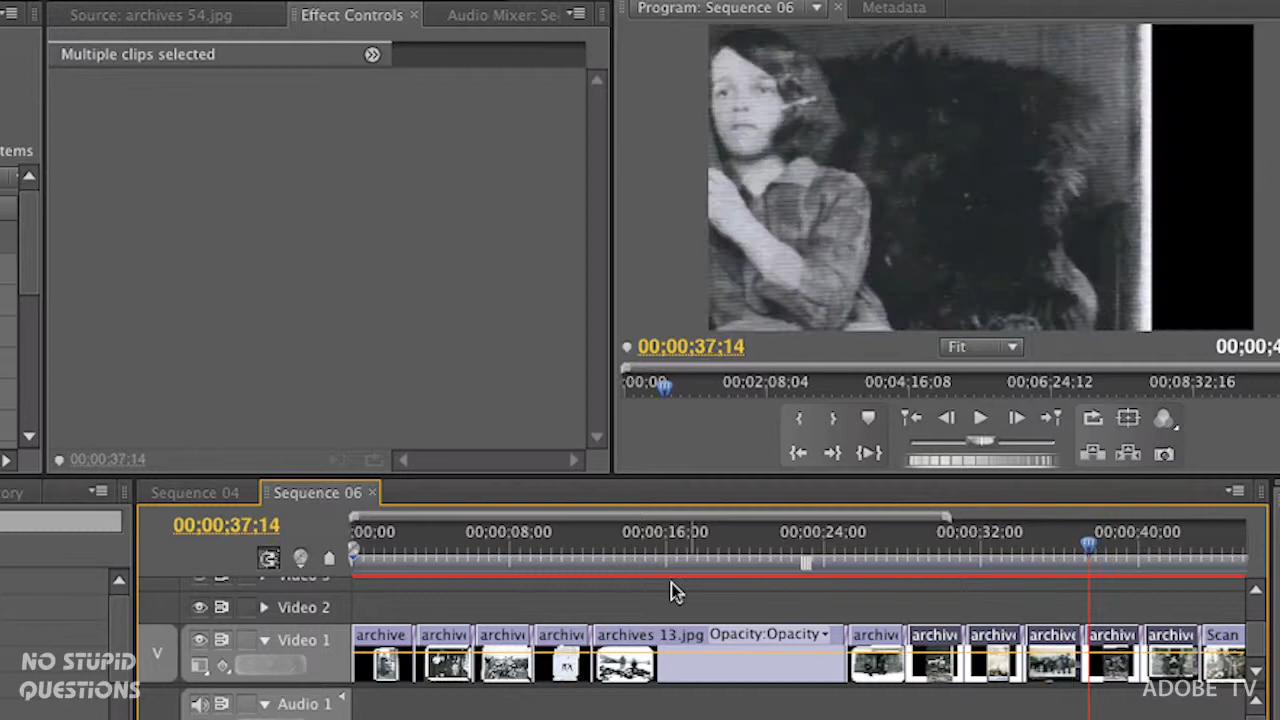 Source: archives 54.jpg
Effect Controls ×
Audio Mixer: Se
Program: Sequence 06
×
Metadata
Multiple clips selected
tems
00;00;37;14
Fit
00;00;4
;00;00
00;02;08;04
00;04;16;08
00;06;24;12
00;08;32;16
00;00;37;14
ory
Sequence 04
Sequence 06 ×
00;00;37;14
;00;00
00;00;08;00
00;00;16;00
00;00;24;00
00;00;32;00
00;00;40;00
Video 3
Video 2
V
Video 1
archive
archive
archive
archive
archives 13.jpg
Opacity:Opacity
archive
archive
archive
archive
archive
archive
Scan
Audio 1
NO STUPID
QUESTIONS
ADOBE TV